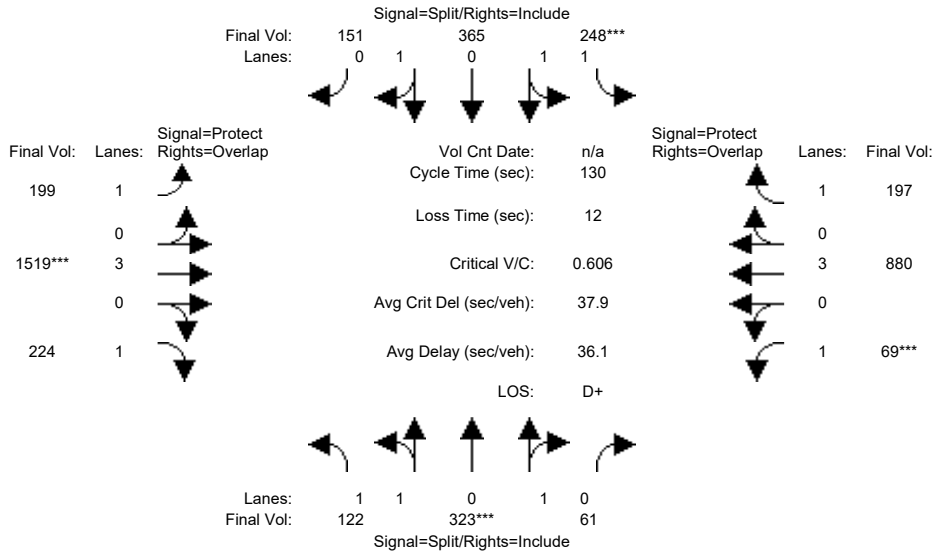 Signal=Split/Rights=Include
Final Vol: 151 365 248***
Lanes: 0 1 0 1 1
Signal=Protect Signal=Protect
Final Vol: Lanes: Rights=Overlap Vol Cnt Date: n/a Rights=Overlap Lanes: Final Vol:
Cycle Time (sec): 130
199 1 1 197
Loss Time (sec): 12
0 0
1519*** 3 Critical V/C: 0.606 3 880
0 Avg Crit Del (sec/veh): 37.9 0
224 1 Avg Delay (sec/veh): 36.1 1 69***
LOS: D+
Lanes: 1 1 0 1 0
Final Vol: 122 323*** 61
Signal=Split/Rights=Include